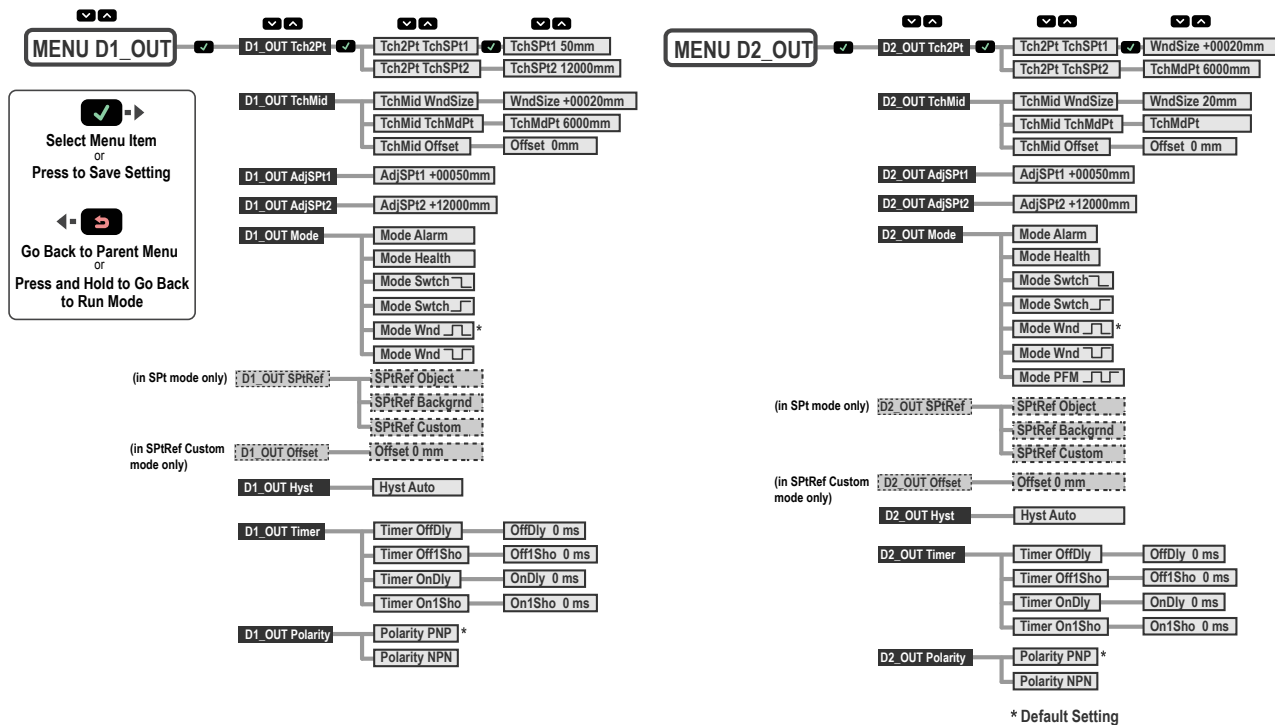 MENU D1_OUT
D1_OUT Tch2Pt
Tch2Pt TchSPt1
TchSPt1 50mm
Tch2Pt TchSPt2
TchSPt2 12000mm
D1_OUT TchMid
TchMid WndSize
WndSize +00020mm
TchMid TchMdPt
TchMdPt 6000mm
TchMid Offset
Offset 0mm
D1_OUT AdjSPt1
AdjSPt1 +00050mm
D1_OUT AdjSPt2
AdjSPt2 +12000mm
D1_OUT Mode
Mode Alarm
Mode Health
Mode Swtch
Mode Swtch
Mode Wnd *
Mode Wnd
(in SPt mode only)
D1_OUT SPtRef
SPtRef Object
SPtRef Backgrnd
SPtRef Custom
(in SPtRef Custom
mode only)
D1_OUT Offset
Offset 0 mm
D1_OUT Hyst
Hyst Auto
D1_OUT Timer
Timer OffDly
OffDly 0 ms
Timer Off1Sho
Off1Sho 0 ms
Timer OnDly
OnDly 0 ms
Timer On1Sho
On1Sho 0 ms
D1_OUT Polarity
Polarity PNP *
Polarity NPN
Select Menu Item
or
Press to Save Setting
Go Back to Parent Menu
or
Press and Hold to Go Back
to Run Mode
MENU D2_OUT
D2_OUT Tch2Pt
Tch2Pt TchSPt1
WndSize +00020mm
Tch2Pt TchSPt2
TchMdPt 6000mm
D2_OUT TchMid
TchMid WndSize
WndSize 20mm
TchMid TchMdPt
TchMdPt
TchMid Offset
Offset 0 mm
D2_OUT AdjSPt1
AdjSPt1 +00050mm
D2_OUT AdjSPt2
AdjSPt2 +12000mm
D2_OUT Mode
Mode Alarm
Mode Health
Mode Swtch
Mode Swtch
Mode Wnd *
Mode Wnd
Mode PFM
(in SPt mode only)
D2_OUT SPtRef
SPtRef Object
SPtRef Backgrnd
SPtRef Custom
(in SPtRef Custom
mode only)
D2_OUT Offset
Offset 0 mm
D2_OUT Hyst
Hyst Auto
D2_OUT Timer
Timer OffDly
OffDly 0 ms
Timer Off1Sho
Off1Sho 0 ms
Timer OnDly
OnDly 0 ms
Timer On1Sho
On1Sho 0 ms
D2_OUT Polarity
Polarity PNP *
Polarity NPN
* Default Setting